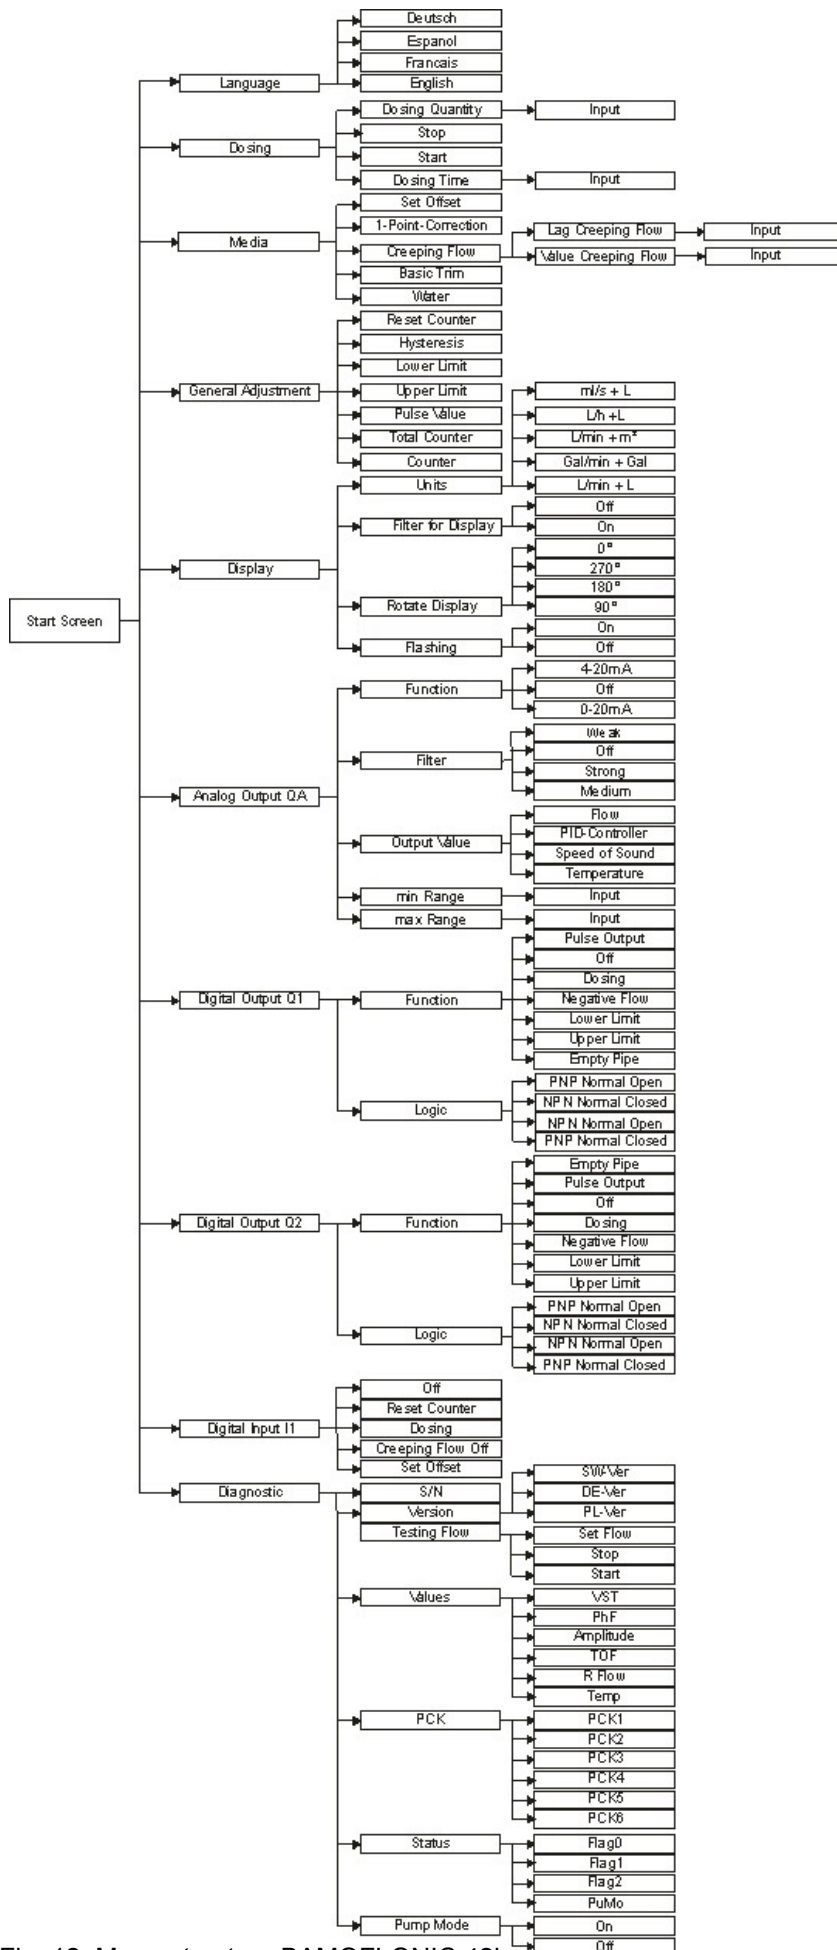 Start Screen
Language
Deutsch
Espanol
Francais
English
Dosing
Dosing Quantity
Input
Stop
Start
Dosing Time
Input
Media
Set Offset
1-Point-Correction
Creeping Flow
Lag Creeping Flow
Input
Value Creeping Flow
Input
Basic Trim
Water
General Adjustment
Reset Counter
Hysteresis
Lower Limit
Upper Limit
Pulse Value
Total Counter
Counter
Display
Units
ml/s + L
L/h +L
L/min + m³
Gal/min + Gal
L/min + L
Filter for Display
Off
On
Rotate Display
0°
270°
180°
90°
Flashing
On
Off
Analog Output QA
Function
4-20mA
Off
0-20mA
Filter
Weak
Off
Strong
Medium
Output Value
Flow
PID-Controller
Speed of Sound
Temperature
min Range
Input
max Range
Input
Digital Output Q1
Function
Pulse Output
Off
Dosing
Negative Flow
Lower Limit
Upper Limit
Empty Pipe
Logic
PNP Normal Open
NPN Normal Closed
NPN Normal Open
PNP Normal Closed
Digital Output Q2
Function
Empty Pipe
Pulse Output
Off
Dosing
Negative Flow
Lower Limit
Upper Limit
Logic
PNP Normal Open
NPN Normal Closed
NPN Normal Open
PNP Normal Closed
Digital Input I1
Off
Reset Counter
Dosing
Creeping Flow Off
Set Offset
Diagnostic
S/N
Version
SW-Ver
DE-Ver
PL-Ver
Testing Flow
Set Flow
Stop
Start
Values
VST
PhF
Amplitude
TOF
R Flow
Temp
PCK
PCK1
PCK2
PCK3
PCK4
PCK5
PCK6
Status
Flag0
Flag1
Flag2
PuMo
Pump Mode
On
Off